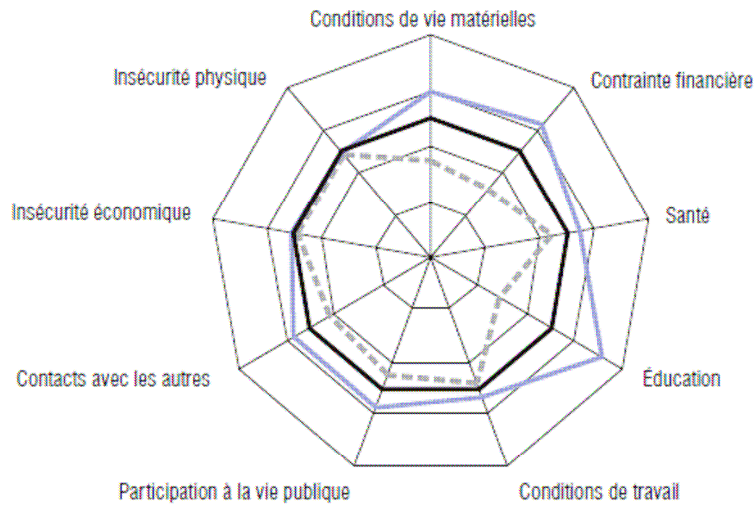 Conditions de vie matérielles
Insécurité physique
Contrainte financière
Insécurité économique
Santé
Contacts avec les autres
Éducation
Participation à la vie publique
Conditions de travail